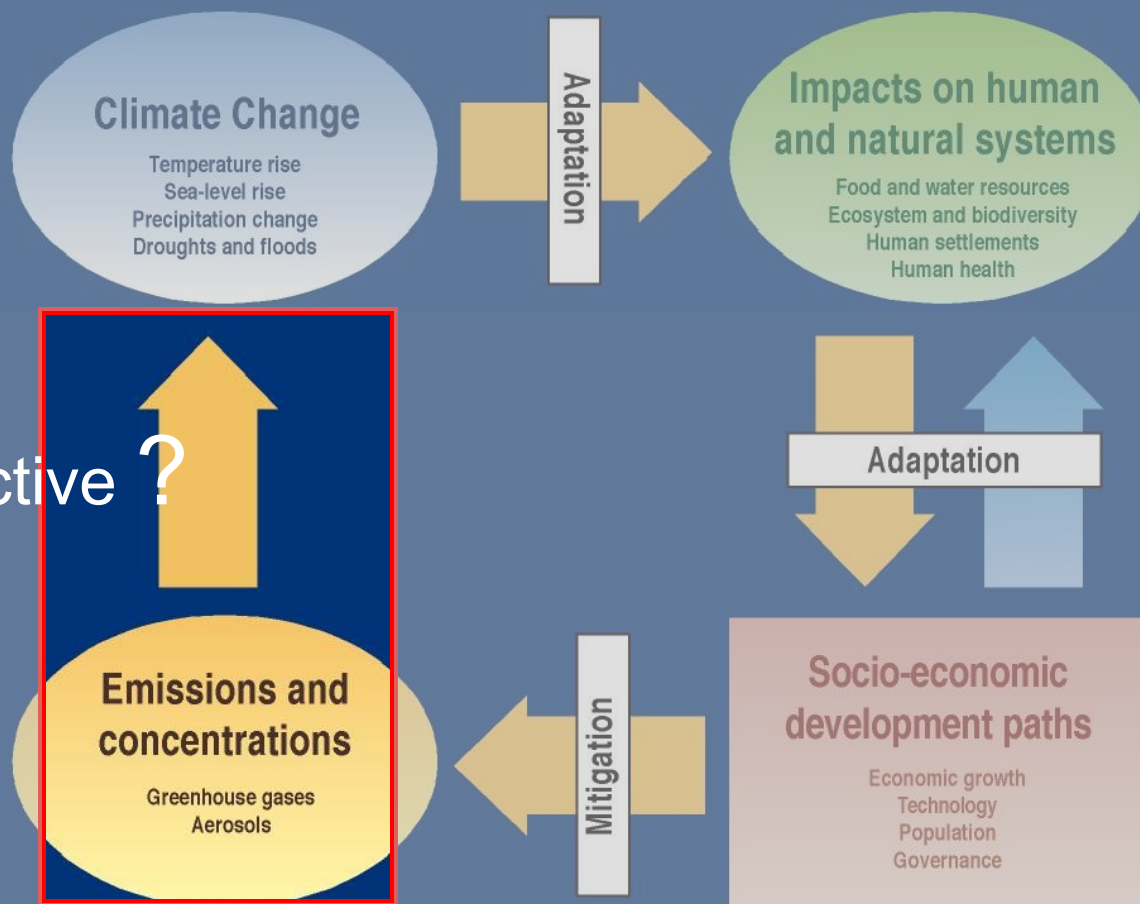 Climate Change
Temperature rise
Sea-level rise
Precipitation change
Droughts and floods
Adaptation
Impacts on human
and natural systems
Food and water resources
Ecosystem and biodiversity
Human settlements
Human health
ctive ?
Adaptation
Emissions and
concentrations
Greenhouse gases
Aerosols
Mitigation
Socio-economic
development paths
Economic growth
Technology
Population
Governance